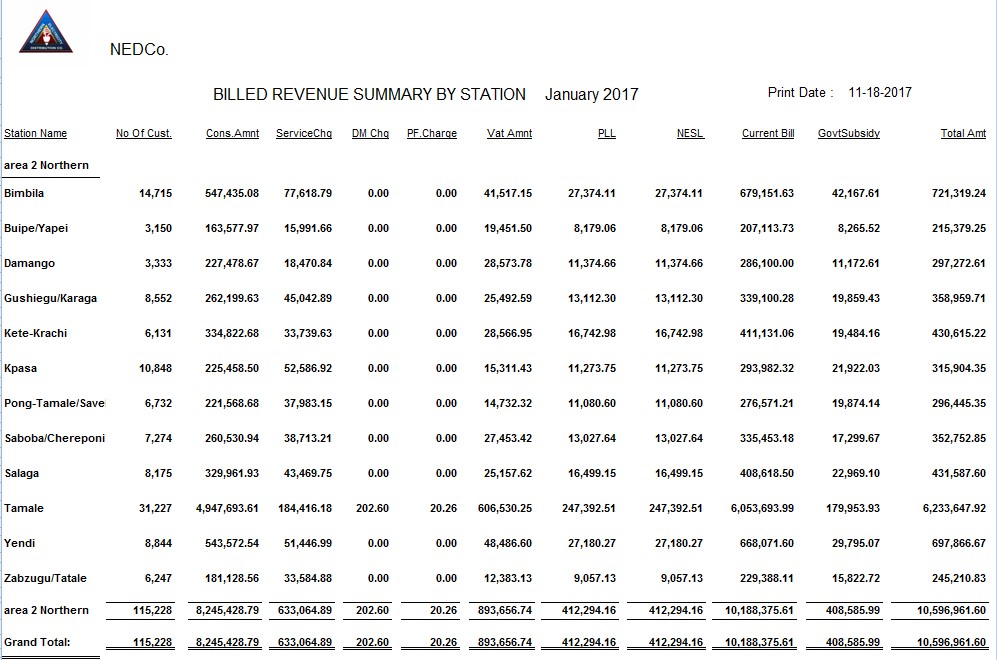 NEDCo.
BILLED REVENUE SUMMARY BY STATION January 2017 Print Date : 11-18-2017
Station Name No Of Cust. Cons.Amnt ServiceChg DM Chg PF.Charge Vat Amnt PLL NESL Current Bill GovtSubsidy Total Amt
area 2 Northern
Bimbila 14,715 547,435.08 77,618.79 0.00 0.00 41,517.15 27,374.11 27,374.11 679,151.63 42,167.61 721,319.24
Buipe/Yapei 3,150 163,577.97 15,991.66 0.00 0.00 19,451.50 8,179.06 8,179.06 207,113.73 8,265.52 215,379.25
Damango 3,333 227,478.67 18,470.84 0.00 0.00 28,573.78 11,374.66 11,374.66 286,100.00 11,172.61 297,272.61
Gushiegu/Karaga 8,552 262,199.63 45,042.89 0.00 0.00 25,492.59 13,112.30 13,112.30 339,100.28 19,859.43 358,959.71
Kete-Krachi 6,131 334,822.68 33,739.63 0.00 0.00 28,566.95 16,742.98 16,742.98 411,131.06 19,484.16 430,615.22
Kpasa 10,848 225,458.50 52,586.92 0.00 0.00 15,311.43 11,273.75 11,273.75 293,982.32 21,922.03 315,904.35
Pong-Tamale/Save 6,732 221,568.68 37,983.15 0.00 0.00 14,732.32 11,080.60 11,080.60 276,571.21 19,874.14 296,445.35
Saboba/Chereponi 7,274 260,530.94 38,713.21 0.00 0.00 27,453.42 13,027.64 13,027.64 335,453.18 17,299.67 352,752.85
Salaga 8,175 329,961.93 43,469.75 0.00 0.00 25,157.62 16,499.15 16,499.15 408,618.50 22,969.10 431,587.60
Tamale 31,227 4,947,693.61 184,416.18 202.60 20.26 606,530.25 247,392.51 247,392.51 6,053,693.99 179,953.93 6,233,647.92
Yendi 8,844 543,572.54 51,446.99 0.00 0.00 48,486.60 27,180.27 27,180.27 668,071.60 29,795.07 697,866.67
Zabzugu/Tatale 6,247 181,128.56 33,584.88 0.00 0.00 12,383.13 9,057.13 9,057.13 229,388.11 15,822.72 245,210.83
area 2 Northern 115,228 8,245,428.79 633,064.89 202.60 20.26 893,656.74 412,294.16 412,294.16 10,188,375.61 408,585.99 10,596,961.60
Grand Total: 115,228 8,245,428.79 633,064.89 202.60 20.26 893,656.74 412,294.16 412,294.16 10,188,375.61 408,585.99 10,596,961.60